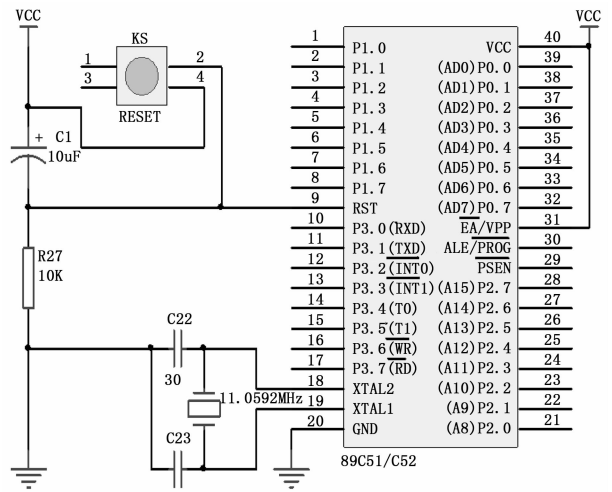 VCC
VCC
KS
1
2
3
4
RESET
+ C1
10uF
R27
10K
C22
30
11.0592MHz
C23
1 P1.0 VCC 40
2 P1.1 (AD0)P0.0 39
3 P1.2 (AD1)P0.1 38
4 P1.3 (AD2)P0.2 37
5 P1.4 (AD3)P0.3 36
6 P1.5 (AD4)P0.4 35
7 P1.6 (AD5)P0.5 34
8 P1.7 (AD6)P0.6 33
9 RST (AD7)P0.7 32
10 P3.0(RXD) EA/VPP 31
11 P3.1(TXD) ALE/PROG 30
12 P3.2(INT0) PSEN 29
13 P3.3(INT1) (A15)P2.7 28
14 P3.4(T0) (A14)P2.6 27
15 P3.5(T1) (A13)P2.5 26
16 P3.6(WR) (A12)P2.4 25
17 P3.7(RD) (A11)P2.3 24
18 XTAL2 (A10)P2.2 23
19 XTAL1 (A9)P2.1 22
20 GND (A8)P2.0 21
89C51/C52